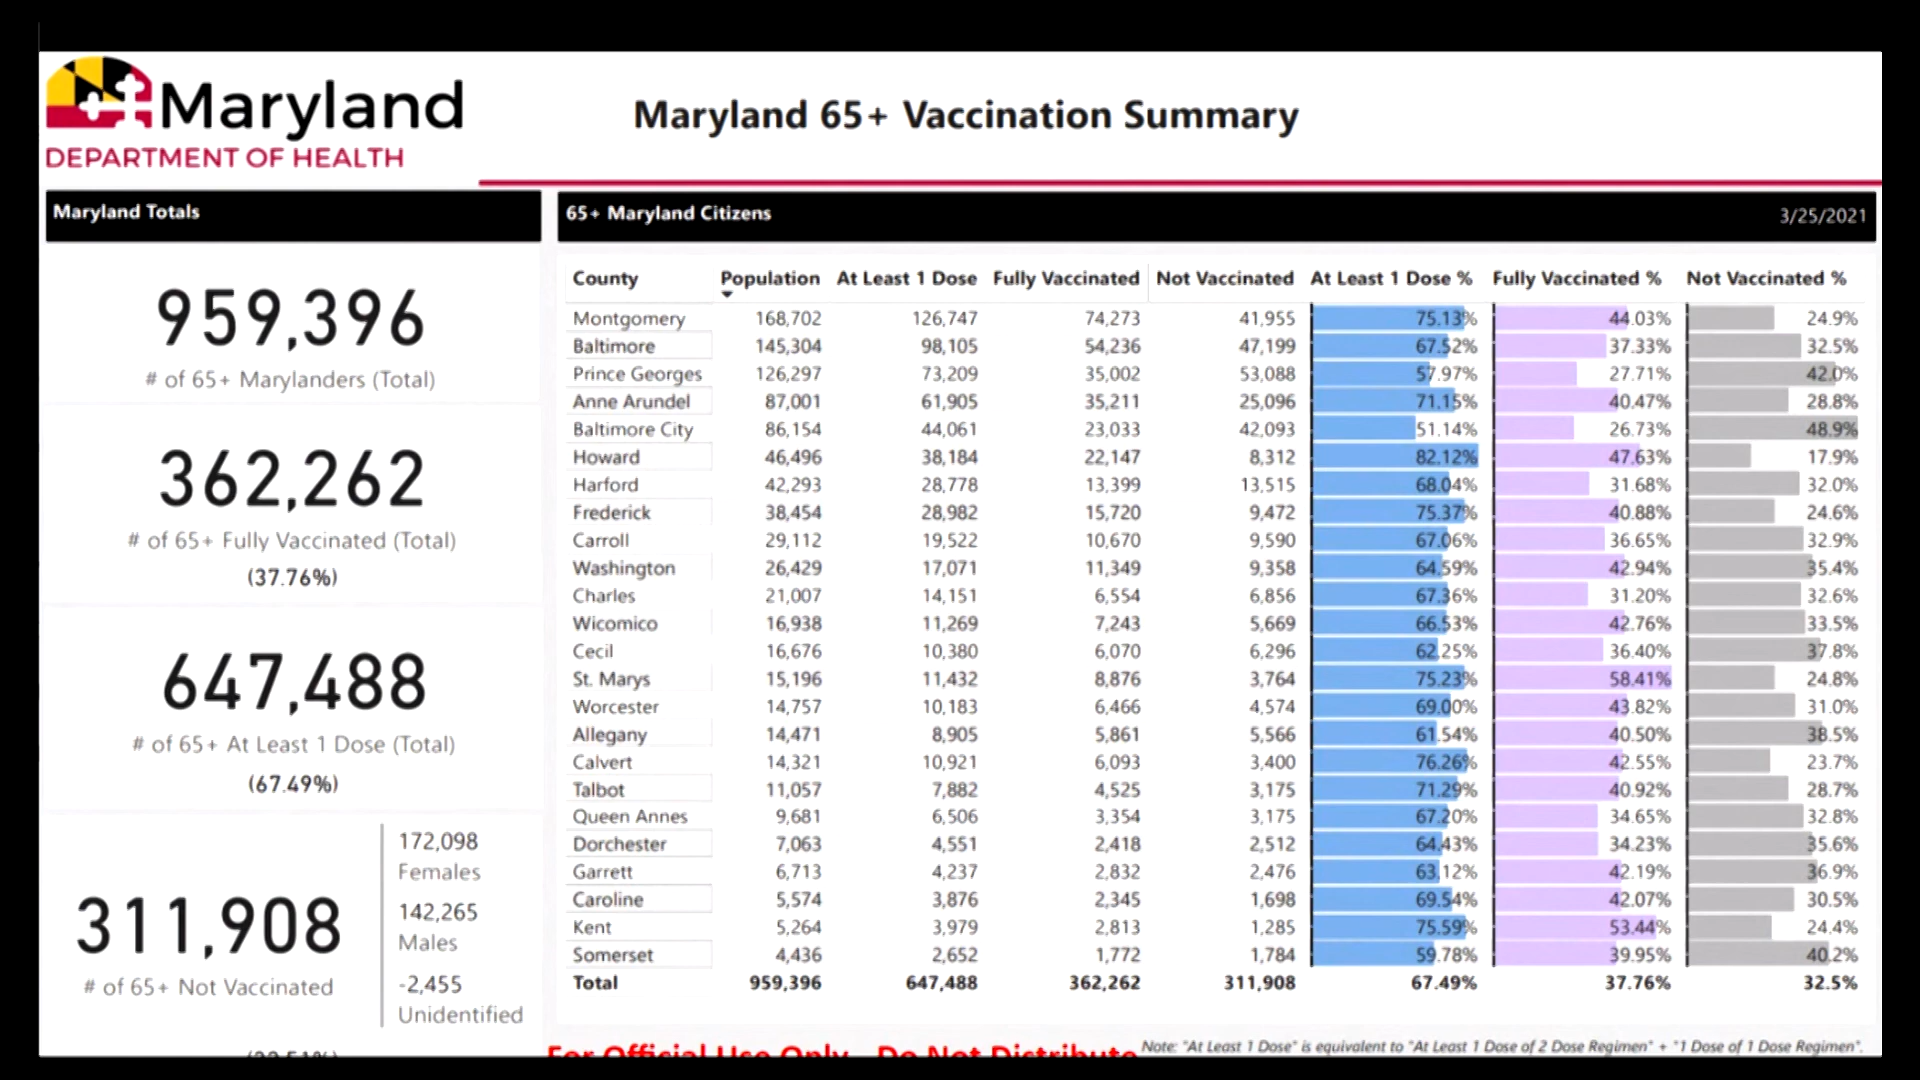 Maryland
DEPARTMENT OF HEALTH
Maryland 65+ Vaccination Summary
Maryland Totals
959,396
# of 65+ Marylanders (Total)
362,262
# of 65+ Fully Vaccinated (Total)
(37.76%)
647,488
# of 65+ At Least 1 Dose (Total)
(67.49%)
311,908
# of 65+ Not Vaccinated
172,098
Females
142,265
Males
-2,455
Unidentified
65+ Maryland Citizens 3/25/2021
County Population At Least 1 Dose Fully Vaccinated Not Vaccinated At Least 1 Dose % Fully Vaccinated % Not Vaccinated %
Montgomery 168,702 126,747 74,273 41,955 75.13% 44.03% 24.9%
Baltimore 145,304 98,105 54,236 47,199 67.52% 37.33% 32.5%
Prince Georges 126,297 73,209 35,002 53,088 57.97% 27.71% 42.0%
Anne Arundel 87,001 61,905 35,211 25,096 71.15% 40.47% 28.8%
Baltimore City 86,154 44,061 23,033 42,093 51.14% 26.73% 48.9%
Howard 46,496 38,184 22,147 8,312 82.12% 47.63% 17.9%
Harford 42,293 28,778 13,399 13,515 68.04% 31.68% 32.0%
Frederick 38,454 28,982 15,720 9,472 75.37% 40.88% 24.6%
Carroll 29,112 19,522 10,670 9,590 67.06% 36.65% 32.9%
Washington 26,429 17,071 11,349 9,358 64.59% 42.94% 35.4%
Charles 21,007 14,151 6,554 6,856 67.36% 31.20% 32.6%
Wicomico 16,938 11,269 7,243 5,669 66.53% 42.76% 33.5%
Cecil 16,676 10,380 6,070 6,296 62.25% 36.40% 37.8%
St. Marys 15,196 11,432 8,876 3,764 75.23% 58.41% 24.8%
Worcester 14,757 10,183 6,466 4,574 69.00% 43.82% 31.0%
Allegany 14,471 8,905 5,861 5,566 61.54% 40.50% 38.5%
Calvert 14,321 10,921 6,093 3,400 76.26% 42.55% 23.7%
Talbot 11,057 7,882 4,525 3,175 71.29% 40.92% 28.7%
Queen Annes 9,681 6,506 3,354 3,175 67.20% 34.65% 32.8%
Dorchester 7,063 4,551 2,418 2,512 64.43% 34.23% 35.6%
Garrett 6,713 4,237 2,832 2,476 63.12% 42.19% 36.9%
Caroline 5,574 3,876 2,345 1,698 69.54% 42.07% 30.5%
Kent 5,264 3,979 2,813 1,285 75.59% 53.44% 24.4%
Somerset 4,436 2,652 1,772 1,784 59.78% 39.95% 40.2%
Total 959,396 647,488 362,262 311,908 67.49% 37.76% 32.5%
For Official Use Only - Do Not Distribute
Note: "At Least 1 Dose" is equivalent to "At Least 1 Dose of 2 Dose Regimen" + "1 Dose of 1 Dose Regimen".